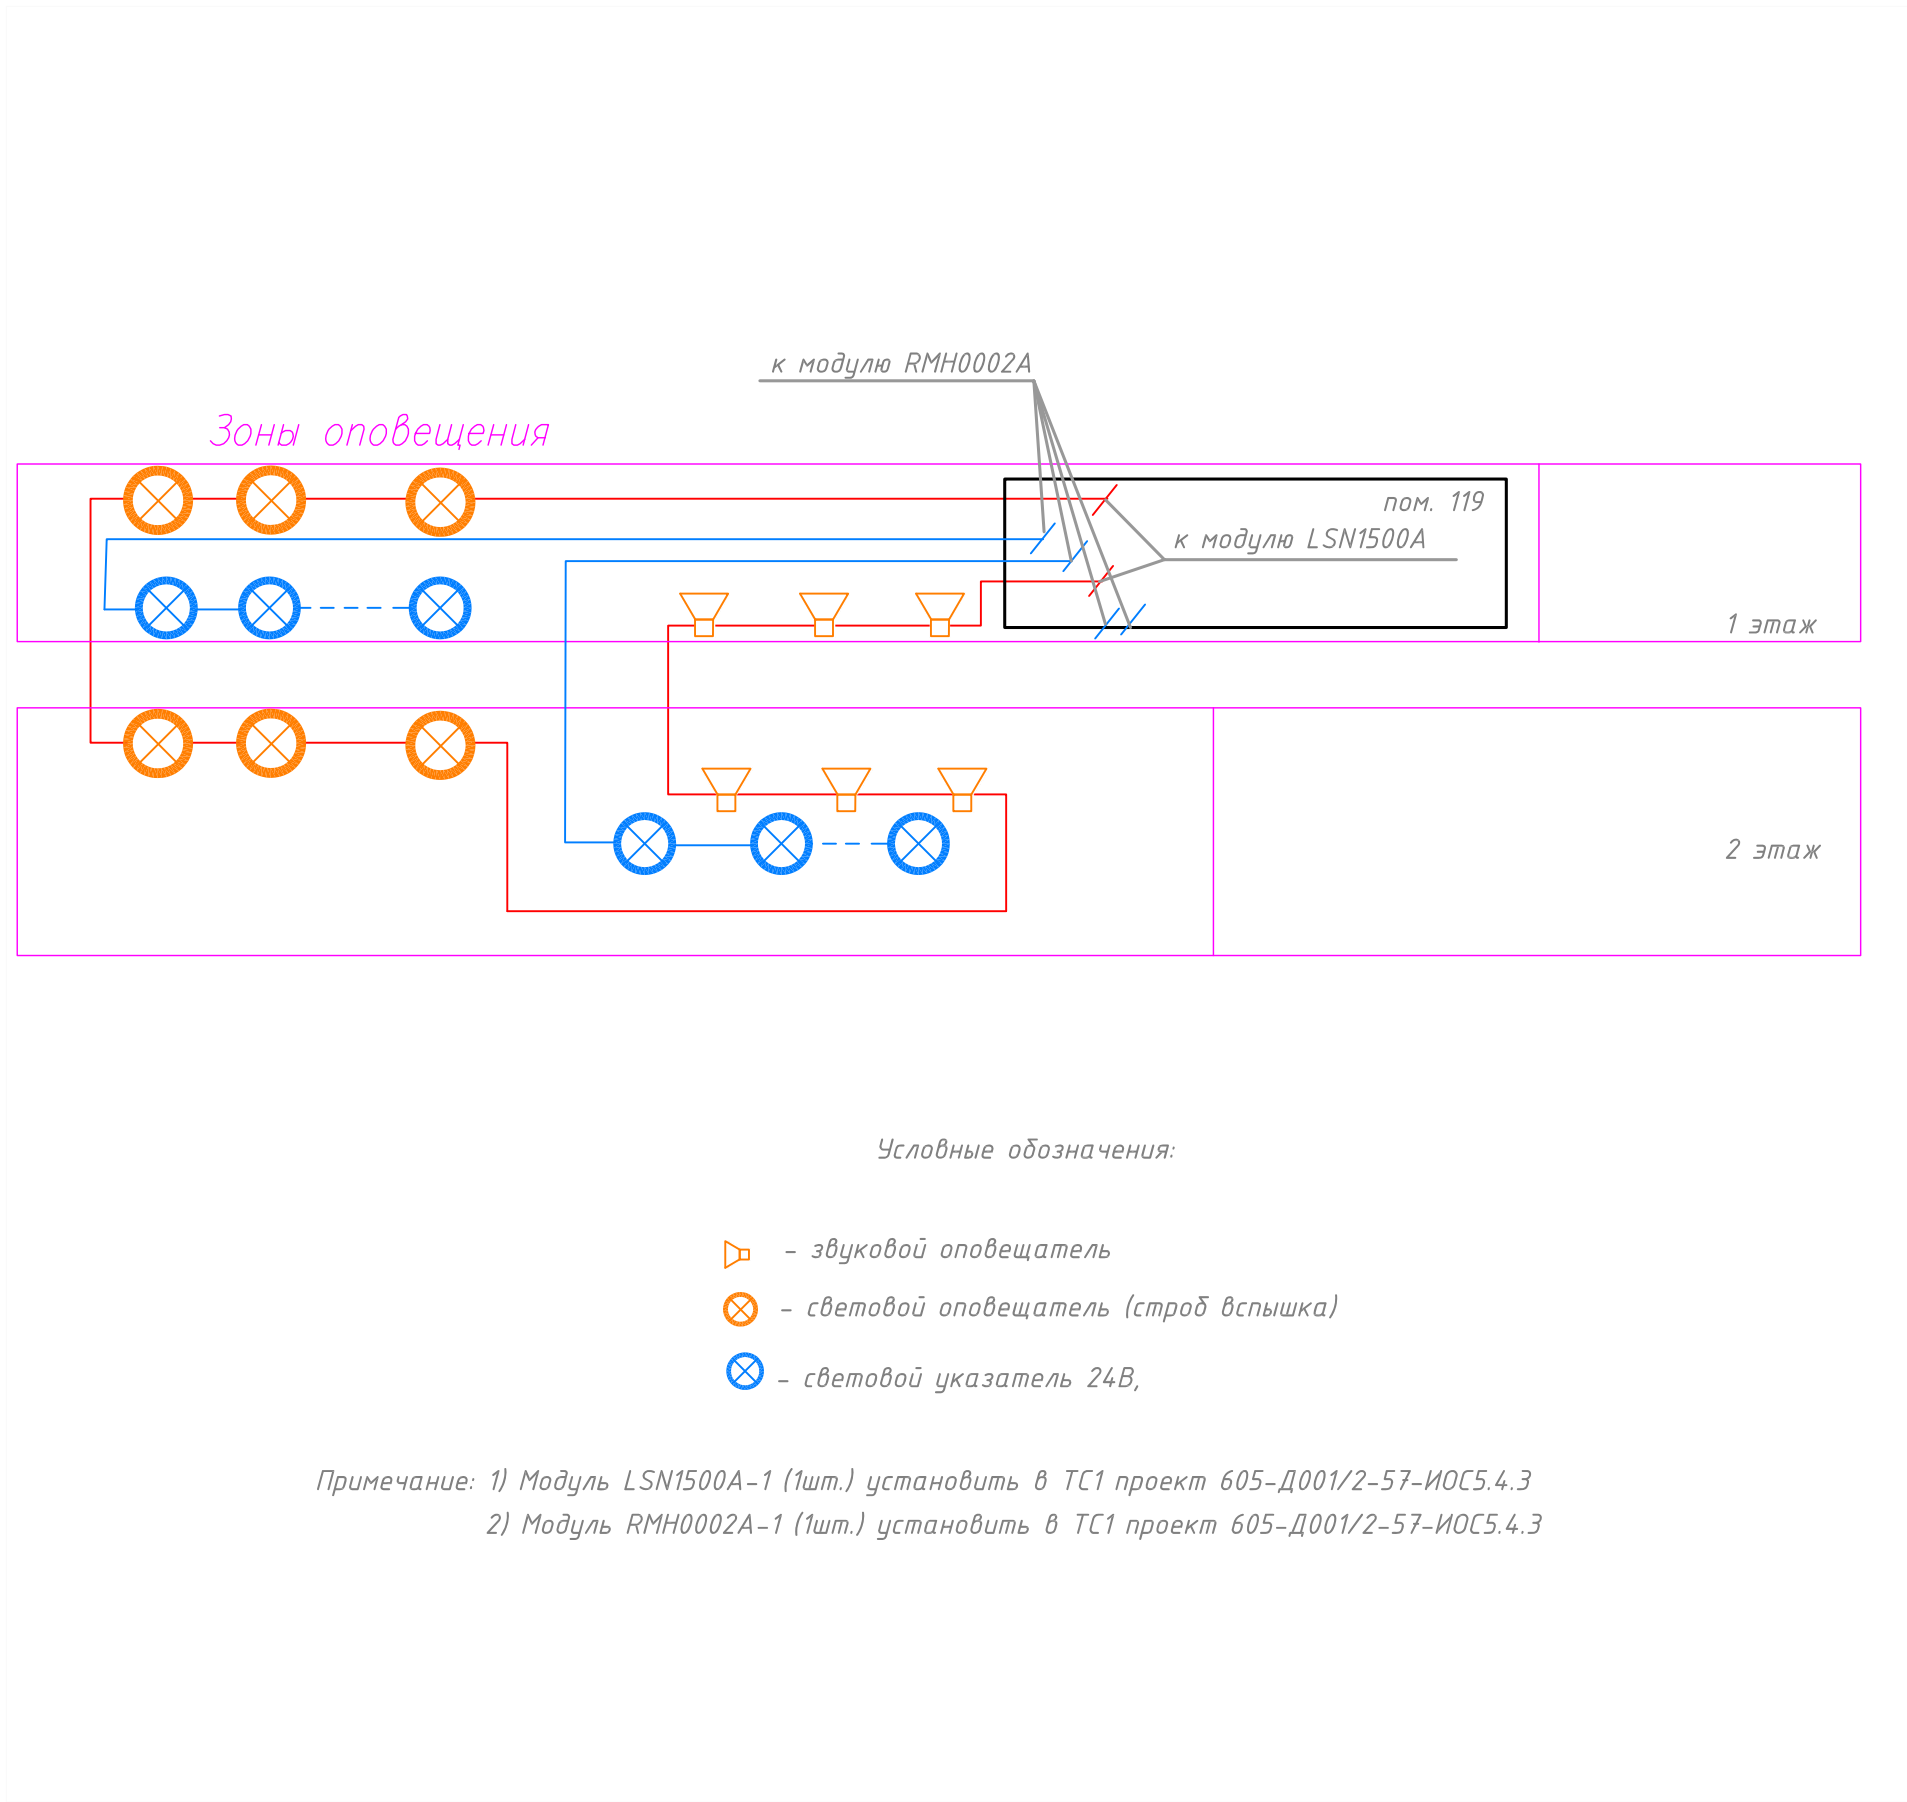 к модулю RMH0002A
Зоны оповещения
пом. 119
к модулю LSN1500A
1 этаж
2 этаж
Условные обозначения:
- звуковой оповещатель
- световой оповещатель (строб вспышка)
- световой указатель 24В,
Примечание: 1) Модуль LSN1500A-1 (1шт.) установить в ТС1 проект 605-Д001/2-57-ИОС5.4.3
2) Модуль RMH0002A-1 (1шт.) установить в ТС1 проект 605-Д001/2-57-ИОС5.4.3